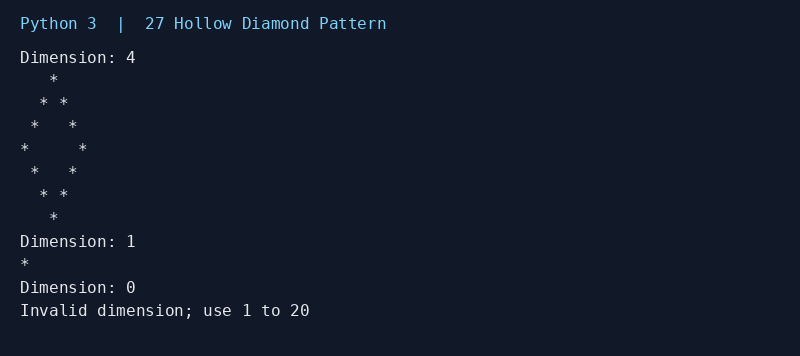 Python 3  |  27 Hollow Diamond Pattern
Dimension: 4
   *
  * *
 *   *
*     *
 *   *
  * *
   *
Dimension: 1
*
Dimension: 0
Invalid dimension; use 1 to 20